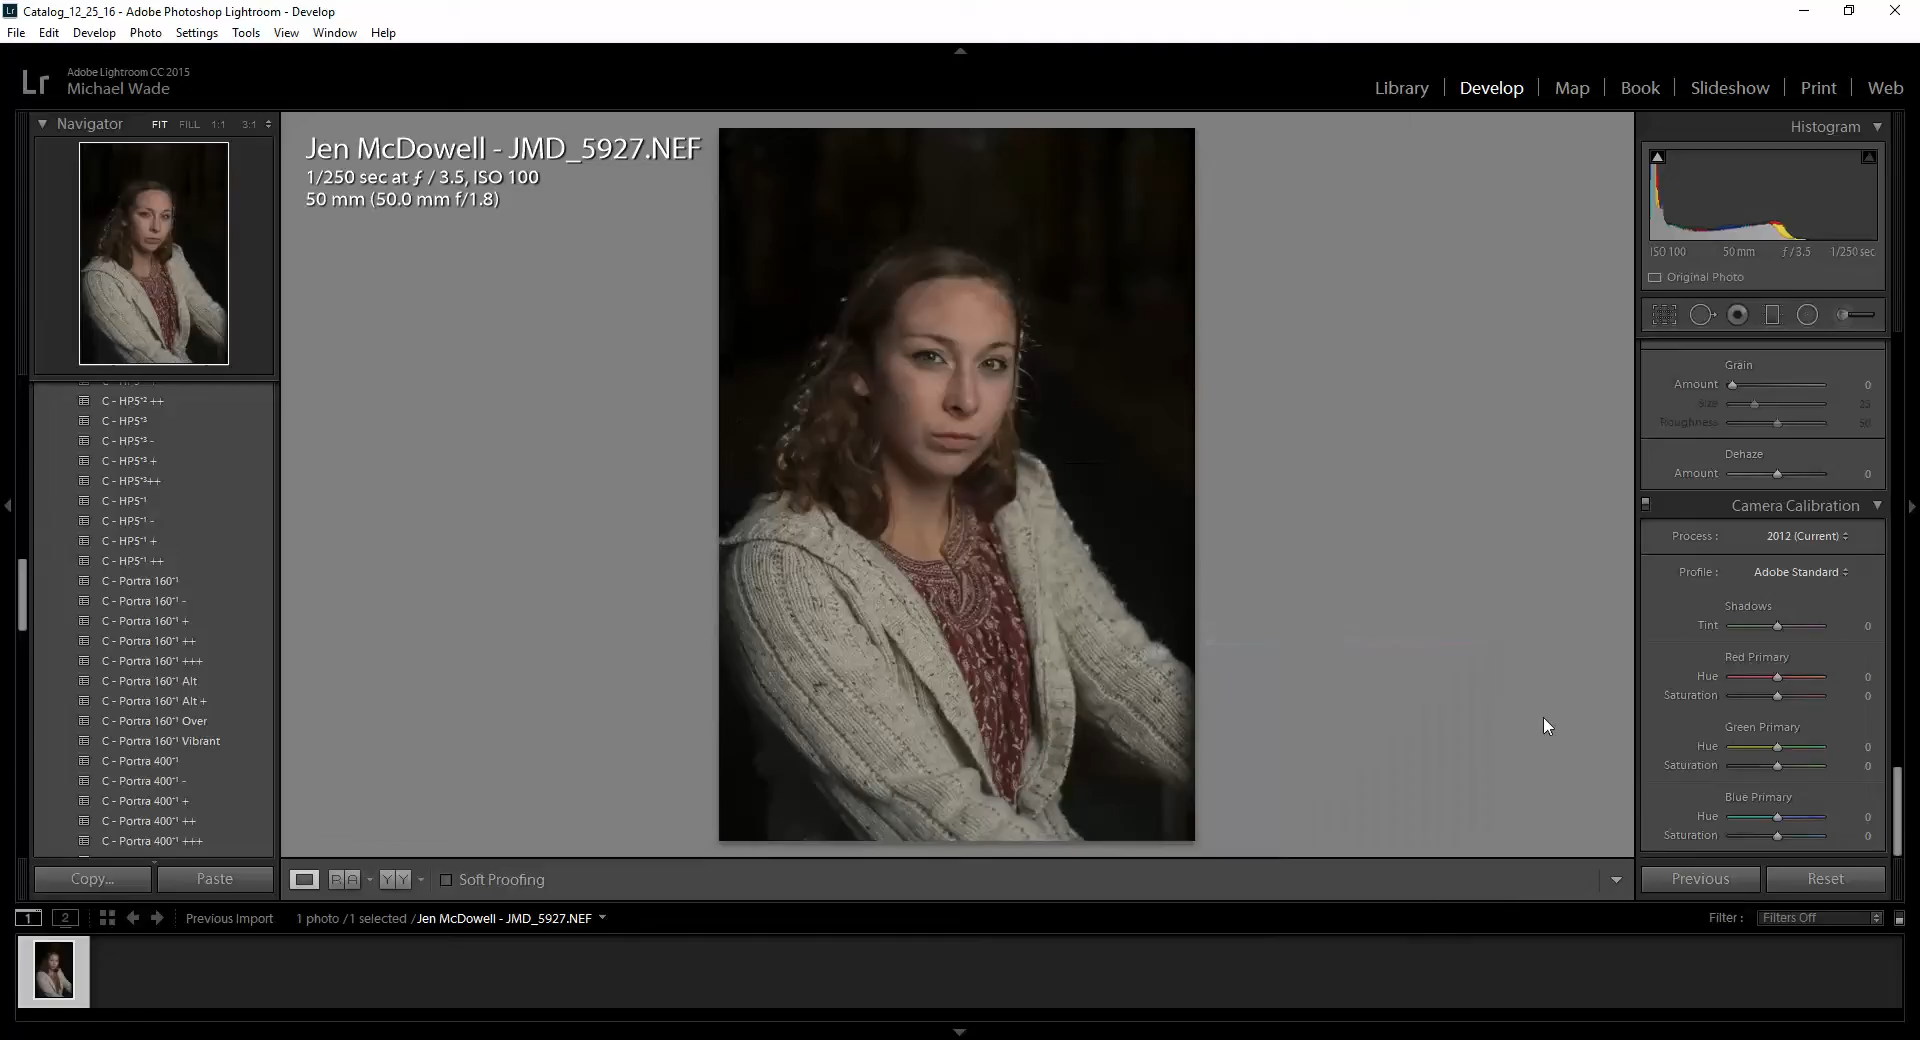 Catalog_12_25_16 - Adobe Photoshop Lightroom - Develop
File Edit Develop Photo Settings Tools View Window Help
Lr
Adobe Lightroom CC 2015
Michael Wade
Library Develop Map Book Slideshow Print Web
Navigator FIT FILL 1:1 3:1
C - HP5*² ++
C - HP5*³
C - HP5*³ -
C - HP5*³ +
C - HP5*³++
C - HP5⁻¹
C - HP5⁻¹ -
C - HP5⁻¹ +
C - HP5⁻¹ ++
C - Portra 160⁺¹
C - Portra 160⁺¹ -
C - Portra 160⁺¹ +
C - Portra 160⁺¹ ++
C - Portra 160⁺¹ +++
C - Portra 160⁺¹ Alt
C - Portra 160⁺¹ Alt +
C - Portra 160⁺¹ Over
C - Portra 160⁺¹ Vibrant
C - Portra 400⁺¹
C - Portra 400⁺¹ -
C - Portra 400⁺¹ +
C - Portra 400⁺¹ ++
C - Portra 400⁺¹ +++
Copy... Paste
Jen McDowell - JMD_5927.NEF
1/250 sec at ƒ / 3.5, ISO 100
50 mm (50.0 mm f/1.8)
Histogram
ISO 100 50 mm ƒ / 3.5 1/250 sec
Original Photo
Grain
Amount 0
Size 25
Roughness 50
Dehaze
Amount 0
Camera Calibration
Process : 2012 (Current)
Profile : Adobe Standard
Shadows
Tint 0
Red Primary
Hue 0
Saturation 0
Green Primary
Hue 0
Saturation 0
Blue Primary
Hue 0
Saturation 0
Previous Reset
R A Y Y Soft Proofing
1 2 Previous Import 1 photo / 1 selected / Jen McDowell - JMD_5927.NEF Filter : Filters Off